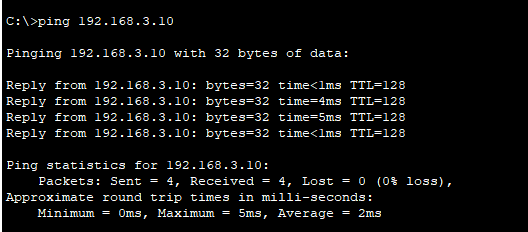 C:\>ping 192.168.3.10
Pinging 192.168.3.10 with 32 bytes of data:
Reply from 192.168.3.10: bytes=32 time<1ms TTL=128
Reply from 192.168.3.10: bytes=32 time=4ms TTL=128
Reply from 192.168.3.10: bytes=32 time=5ms TTL=128
Reply from 192.168.3.10: bytes=32 time<1ms TTL=128
Ping statistics for 192.168.3.10:
Packets: Sent = 4, Received = 4, Lost = 0 (0% loss),
Approximate round trip times in milli-seconds:
Minimum = 0ms, Maximum = 5ms, Average = 2ms